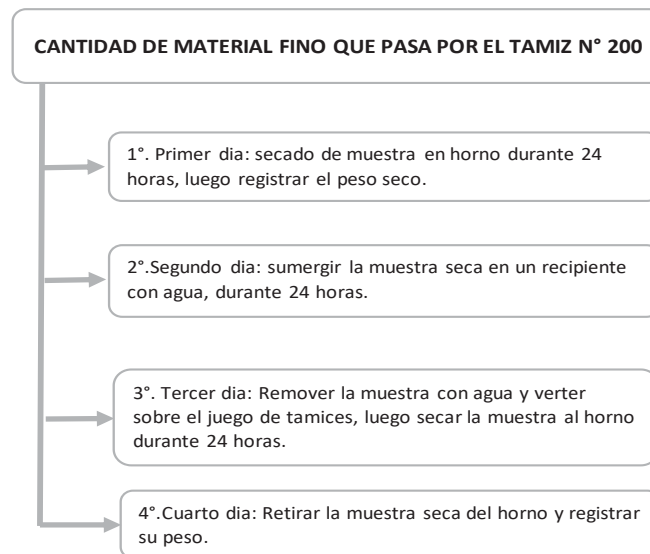 CANTIDAD DE MATERIAL FINO QUE PASA POR EL TAMIZ N° 200
1°. Primer dia: secado de muestra en horno durante 24
horas, luego registrar el peso seco.
2°.Segundo dia: sumergir la muestra seca en un recipiente
con agua, durante 24 horas.
3°. Tercer dia: Remover la muestra con agua y verter
sobre el juego de tamices, luego secar la muestra al horno
durante 24 horas.
4°.Cuarto dia: Retirar la muestra seca del horno y registrar
su peso.